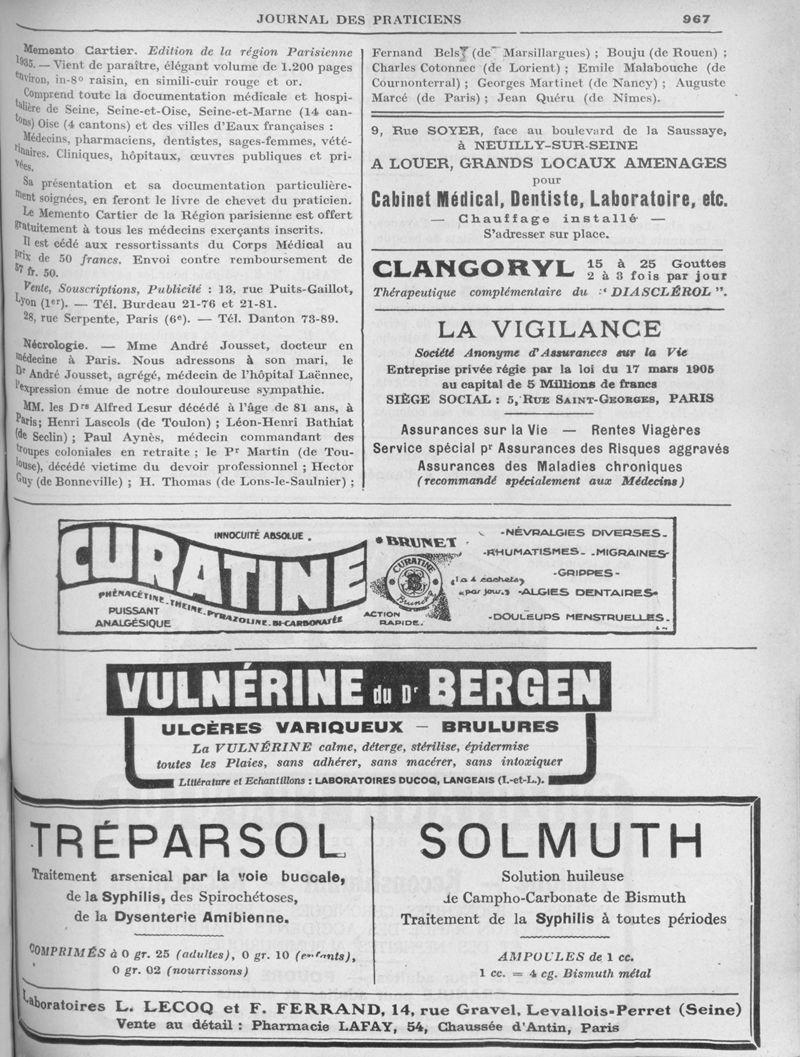 JOURNAL DES PRATICIENS
967
Memento Cartier. Edition de la région Parisienne
1935. — Vient de paraître, élégant volume de 1.200 pages
environ, in-8o raisin, en simili-cuir rouge et or.
Comprend toute la documentation médicale et hospi-
talière de Seine, Seine-et-Oise, Seine-et-Marne (14 can-
tons) Oise (4 cantons) et des villes d'Eaux françaises :
Médecins, pharmaciens, dentistes, sages-femmes, vété-
rinaires. Cliniques, hôpitaux, œuvres publiques et pri-
vées.
Sa présentation et sa documentation particulière-
ment soignées, en feront le livre de chevet du praticien.
Le Memento Cartier de la Région parisienne est offert
gratuitement à tous les médecins exerçants inscrits.
Il est cédé aux ressortissants du Corps Médical au
prix de 50 francs. Envoi contre remboursement de
57 fr. 50.
Vente, Souscriptions, Publicité : 13, rue Puits-Gaillot,
Lyon (1er). — Tél. Burdeau 21-76 et 21-81.
28, rue Serpente, Paris (6e). — Tél. Danton 73-89.
Nécrologie. — Mme André Jousset, docteur en
médecine à Paris. Nous adressons à son mari, le
Dr André Jousset, agrégé, médecin de l'hôpital Laënnec,
l'expression émue de notre douloureuse sympathie.
MM. les Drs Alfred Lesur décédé à l'âge de 81 ans, à
Paris; Henri Lascols (de Toulon) ; Léon-Henri Bathiat
(de Seclin) ; Paul Aynès, médecin commandant des
troupes coloniales en retraite ; le Pr Martin (de Tou-
louse), décédé victime du devoir professionnel ; Hector
Guy (de Bonneville) ; H. Thomas (de Lons-le-Saulnier) ;
Fernand Bels (de Marsillargues) ; Bouju (de Rouen) ;
Charles Cotonnec (de Lorient) ; Emile Malabouche (de
Cournonterral) ; Georges Martinet (de Nancy) ; Auguste
Marcé (de Paris) ; Jean Quéru (de Nîmes).
9, Rue SOYER, face au boulevard de la Saussaye,
à NEUILLY-SUR-SEINE
A LOUER, GRANDS LOCAUX AMENAGES
pour
Cabinet Médical, Dentiste, Laboratoire, etc.
— Chauffage installé —
S'adresser sur place.
CLANGORYL 15 à 25 Gouttes
2 à 3 fois par jour
Thérapeutique complémentaire du “ DIASCLÉROL ”.
LA VIGILANCE
Société Anonyme d'Assurances sur la Vie
Entreprise privée régie par la loi du 17 mars 1905
au capital de 5 Millions de francs
SIÈGE SOCIAL : 5, RUE SAINT-GEORGES, PARIS
Assurances sur la Vie — Rentes Viagères
Service spécial pr Assurances des Risques aggravés
Assurances des Maladies chroniques
(recommandé spécialement aux Médecins)
CURATINE
INNOCUITÉ ABSOLUE.
PHÉNACÉTINE-THÉINE-PYRAZOLINE-BI-CARBONATÉE
PUISSANT
ANALGÉSIQUE
BRUNET
CURATINE
B
Brunet
ACTION
RAPIDE.
(1 à 4 cachets)
par jour.
-NÉVRALGIES DIVERSES-
-RHUMATISMES- -MIGRAINES-
-GRIPPES-
-ALGIES DENTAIRES-
-DOULEURS MENSTRUELLES-
VULNÉRINE du Dr BERGEN
ULCÈRES VARIQUEUX — BRULURES
La VULNÉRINE calme, déterge, stérilise, épidermise
toutes les Plaies, sans adhérer, sans macérer, sans intoxiquer
Littérature et Echantillons : LABORATOIRES DUCOQ, LANGEAIS (I.-et-L.).
TRÉPARSOL
Traitement arsenical par la voie buccale,
de la Syphilis, des Spirochétoses,
de la Dysenterie Amibienne.
COMPRIMÉS à 0 gr. 25 (adultes), 0 gr. 10 (enfants),
0 gr. 02 (nourrissons)
SOLMUTH
Solution huileuse
de Campho-Carbonate de Bismuth
Traitement de la Syphilis à toutes périodes
AMPOULES de 1 cc.
1 cc. = 4 cg. Bismuth métal
Laboratoires L. LECOQ et F. FERRAND, 14, rue Gravel, Levallois-Perret (Seine)
Vente au détail : Pharmacie LAFAY, 54, Chaussée d'Antin, Paris